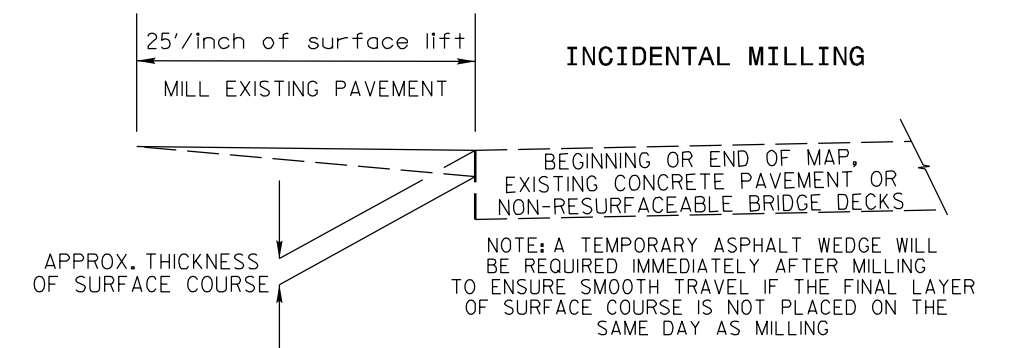 25'/inch of surface lift
INCIDENTAL MILLING
MILL EXISTING PAVEMENT
BEGINNING OR END OF MAP,
EXISTING CONCRETE PAVEMENT OR
NON-RESURFACEABLE BRIDGE DECKS
APPROX. THICKNESS
OF SURFACE COURSE
NOTE: A TEMPORARY ASPHALT WEDGE WILL
BE REQUIRED IMMEDIATELY AFTER MILLING
TO ENSURE SMOOTH TRAVEL IF THE FINAL LAYER
OF SURFACE COURSE IS NOT PLACED ON THE
SAME DAY AS MILLING